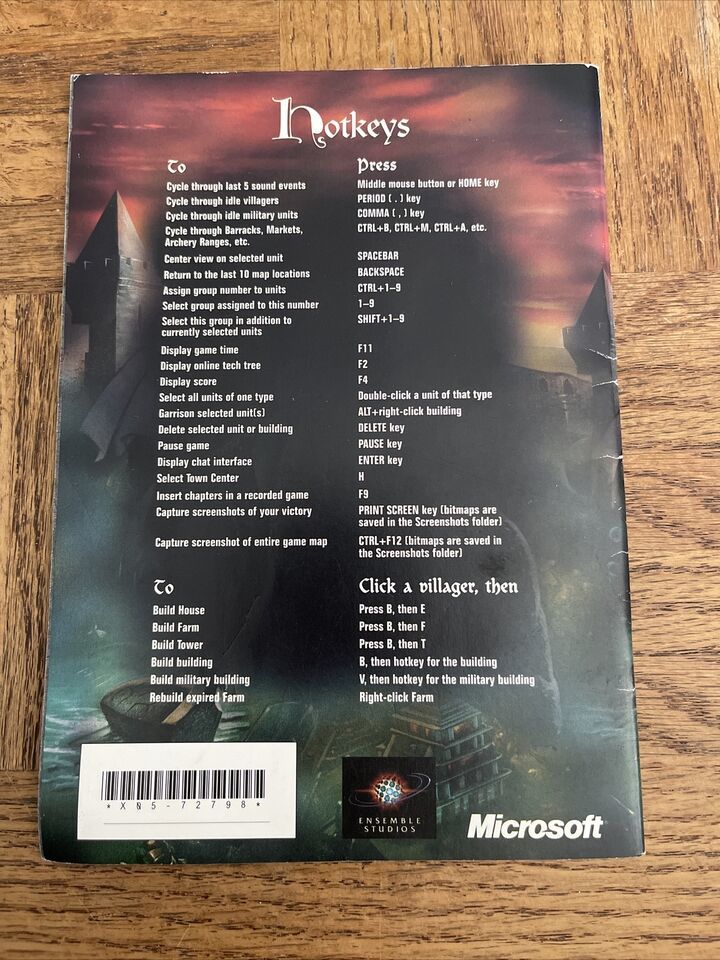 Hotkeys
To Press
Cycle through last 5 sound events Middle mouse button or HOME key
Cycle through idle villagers PERIOD ( . ) key
Cycle through idle military units COMMA ( , ) key
Cycle through Barracks, Markets, CTRL+B, CTRL+M, CTRL+A, etc.
Archery Ranges, etc.
Center view on selected unit SPACEBAR
Return to the last 10 map locations BACKSPACE
Assign group number to units CTRL+1–9
Select group assigned to this number 1–9
Select this group in addition to SHIFT+1–9
currently selected units
Display game time F11
Display online tech tree F2
Display score F4
Select all units of one type Double-click a unit of that type
Garrison selected unit(s) ALT+right-click building
Delete selected unit or building DELETE key
Pause game PAUSE key
Display chat interface ENTER key
Select Town Center H
Insert chapters in a recorded game F9
Capture screenshots of your victory PRINT SCREEN key (bitmaps are
saved in the Screenshots folder)
Capture screenshot of entire game map CTRL+F12 (bitmaps are saved in
the Screenshots folder)
To Click a villager, then
Build House Press B, then E
Build Farm Press B, then F
Build Tower Press B, then T
Build building B, then hotkey for the building
Build military building V, then hotkey for the military building
Rebuild expired Farm Right-click Farm
*X05-72798*
ENSEMBLE
STUDIOS
Microsoft